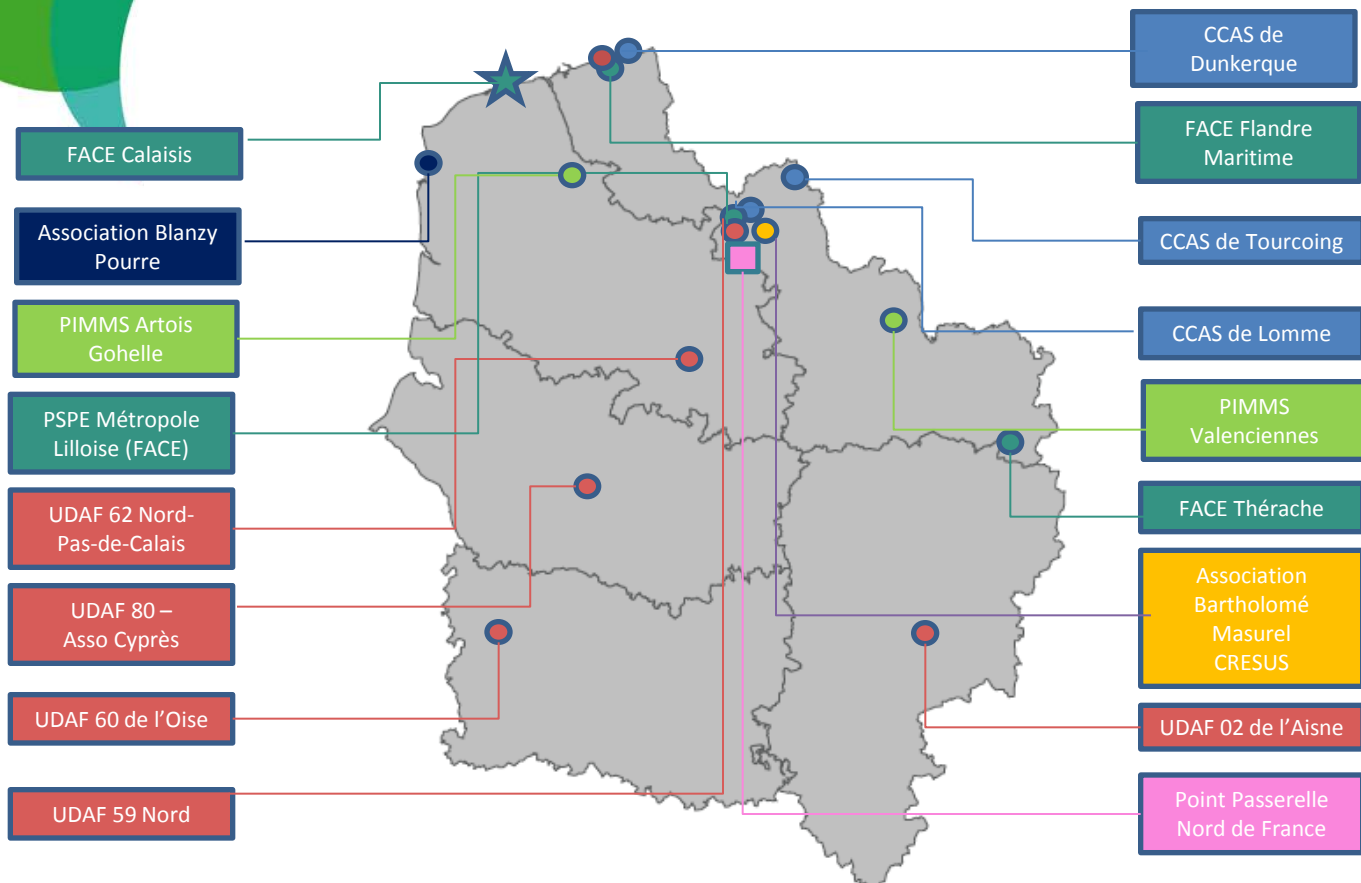 FACE Calaisis
Association Blanzy
Pourre
PIMMS Artois
Gohelle
PSPE Métropole
Lilloise (FACE)
UDAF 62 Nord-
Pas-de-Calais
UDAF 80 –
Asso Cyprès
UDAF 60 de l’Oise
UDAF 59 Nord
CCAS de
Dunkerque
FACE Flandre
Maritime
CCAS de Tourcoing
CCAS de Lomme
PIMMS
Valenciennes
FACE Thérache
Association
Bartholomé
Masurel
CRESUS
UDAF 02 de l’Aisne
Point Passerelle
Nord de France